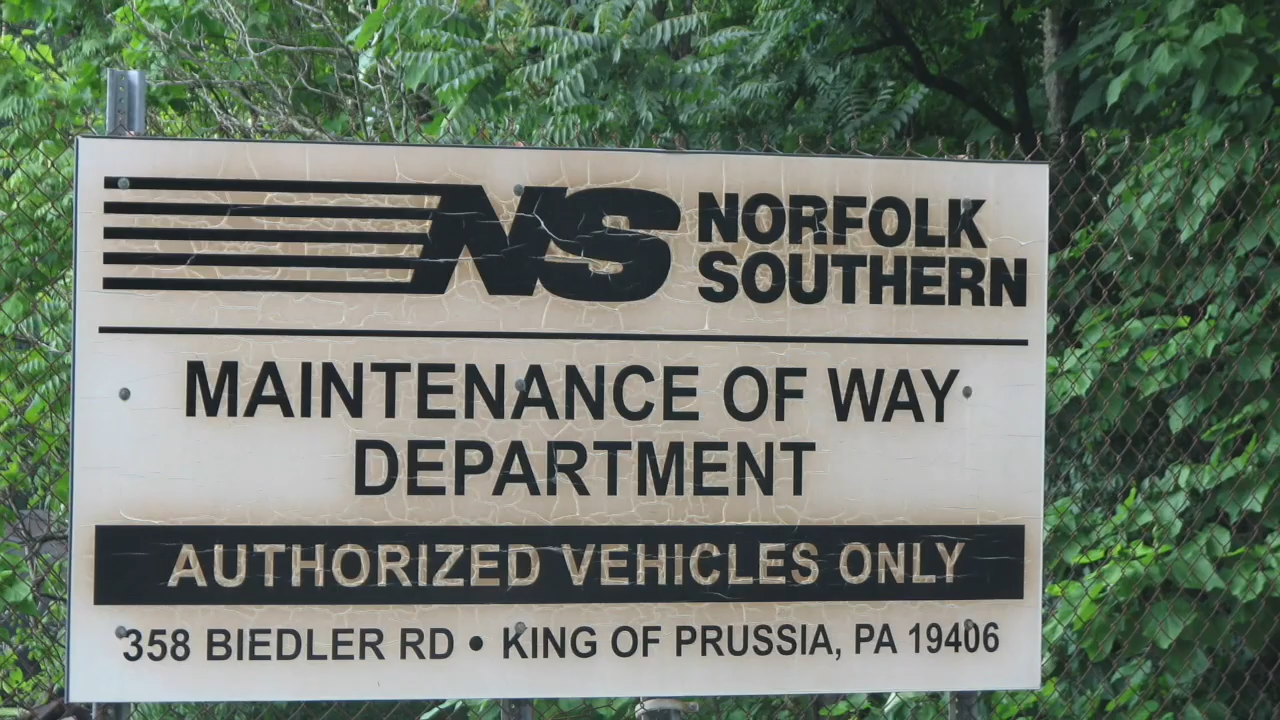 NS NORFOLK
SOUTHERN
MAINTENANCE OF WAY
DEPARTMENT
AUTHORIZED VEHICLES ONLY
358 BIEDLER RD • KING OF PRUSSIA, PA 19406